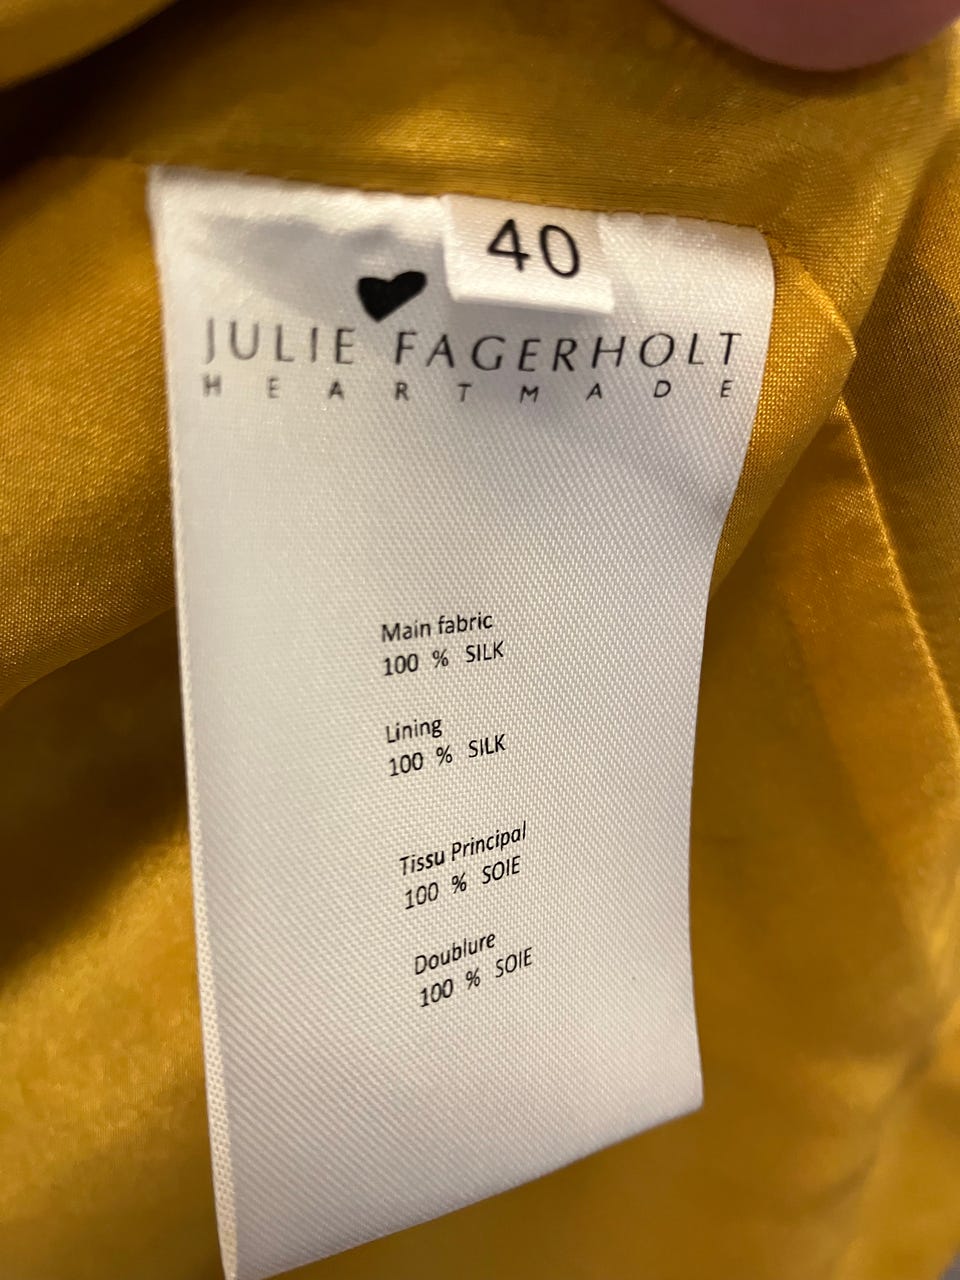 40
JULIE FAGERHOLT
HEARTMADE
Main fabric
100 % SILK
Lining
100 % SILK
Tissu Principal
100 % SOIE
Doublure
100 % SOIE